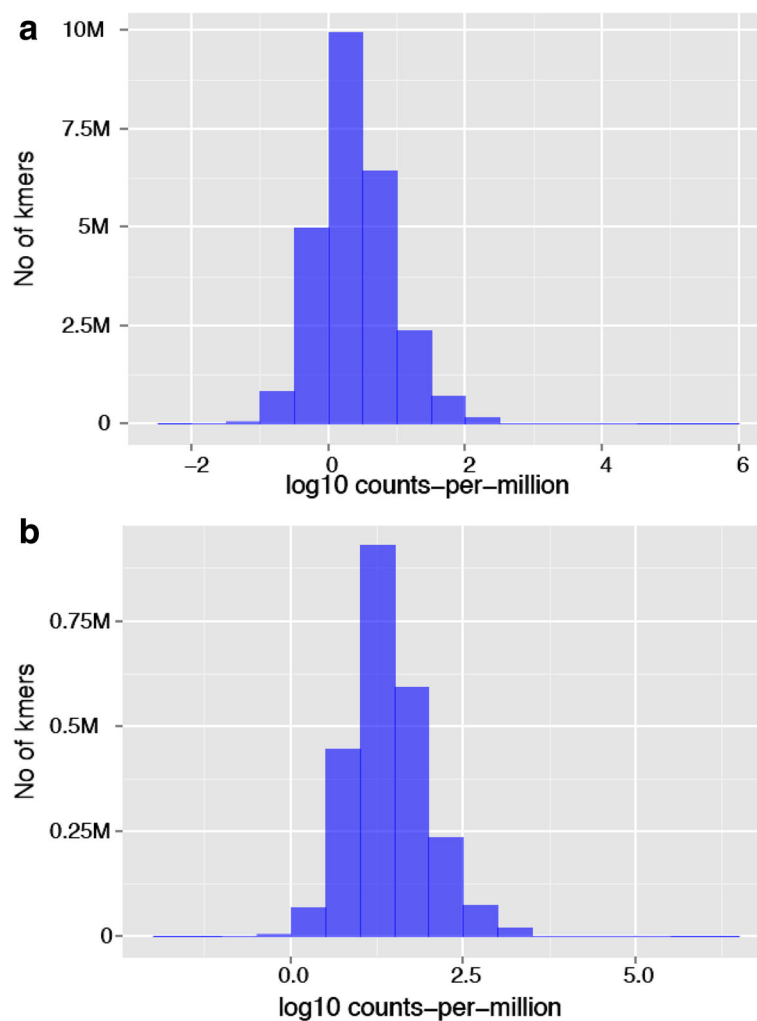 a
10M
7.5M
5M
2.5M
0
No of kmers
−2 0 2 4 6
log10 counts−per−million
b
0.75M
0.5M
0.25M
0
No of kmers
0.0 2.5 5.0
log10 counts−per−million